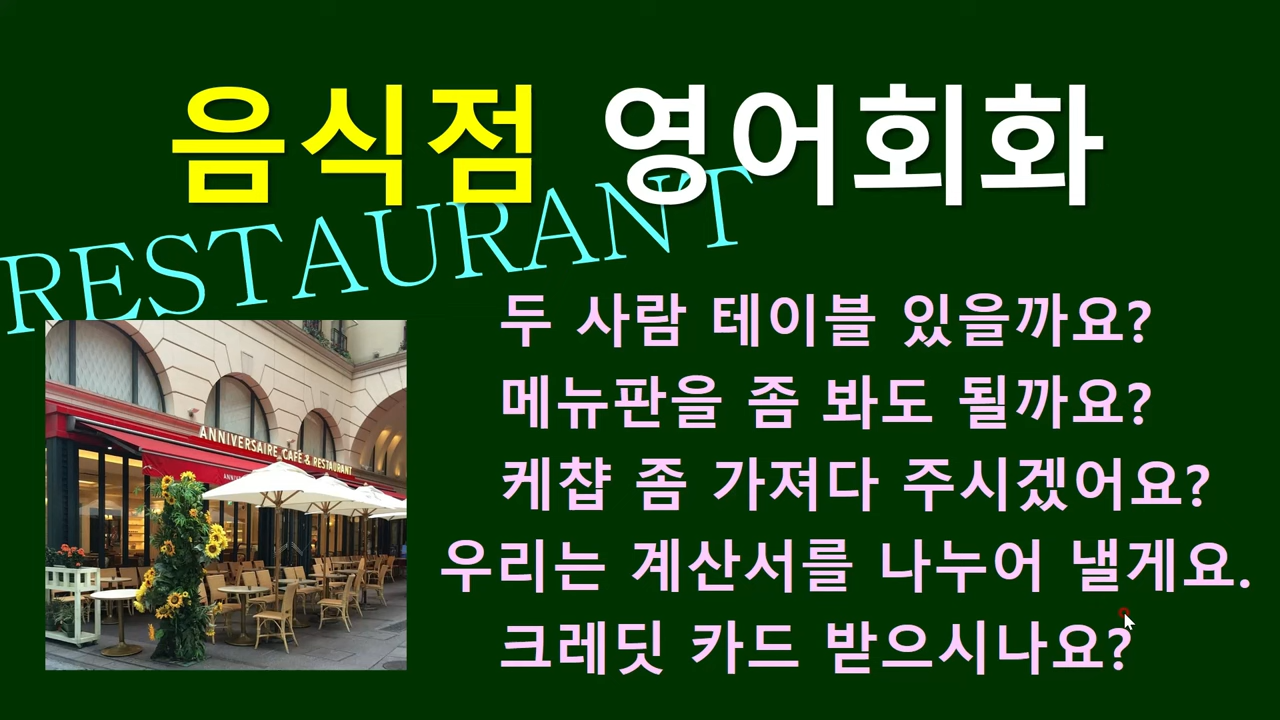 음식점 영어회화
RESTAURANT
두 사람 테이블 있을까요?
메뉴판을 좀 봐도 될까요?
케챱 좀 가져다 주시겠어요?
우리는 계산서를 나누어 낼게요.
크레딧 카드 받으시나요?
ANNIVERSAIRE CAFÉ & RESTAURANT